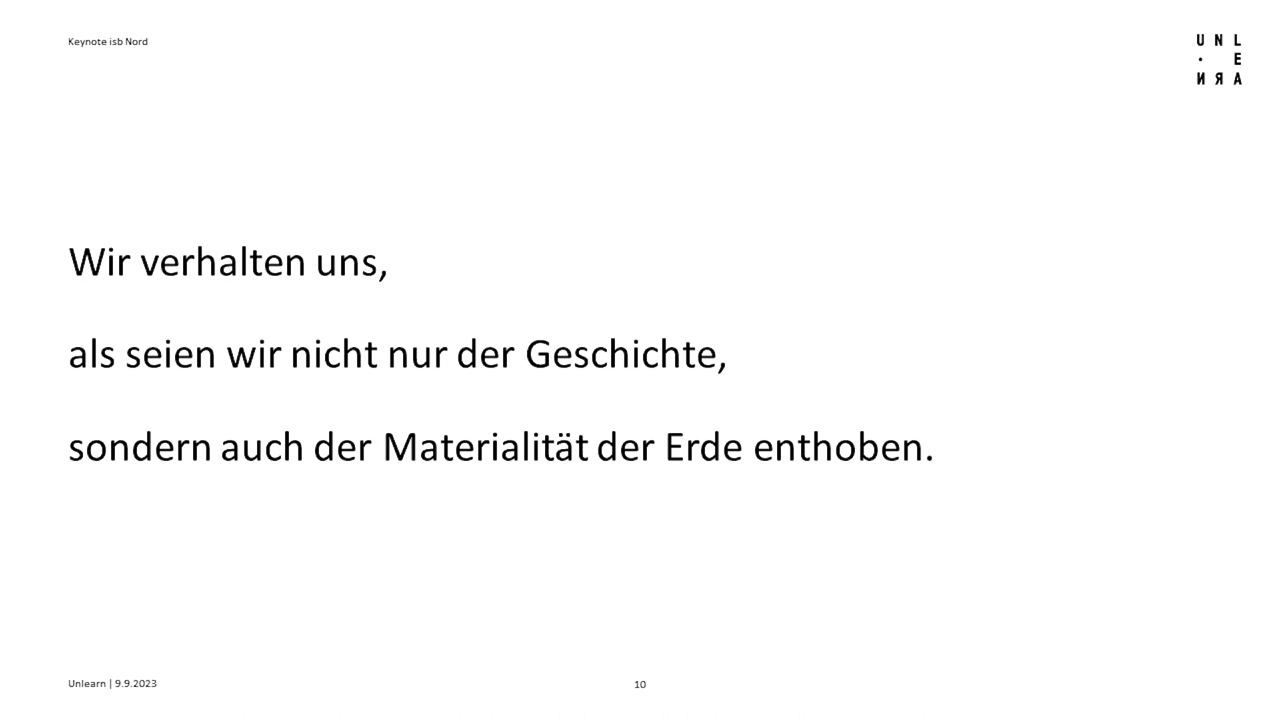 Keynote isb Nord
U N L
· E
И Я A
Wir verhalten uns,
als seien wir nicht nur der Geschichte,
sondern auch der Materialität der Erde enthoben.
Unlearn | 9.9.2023
10